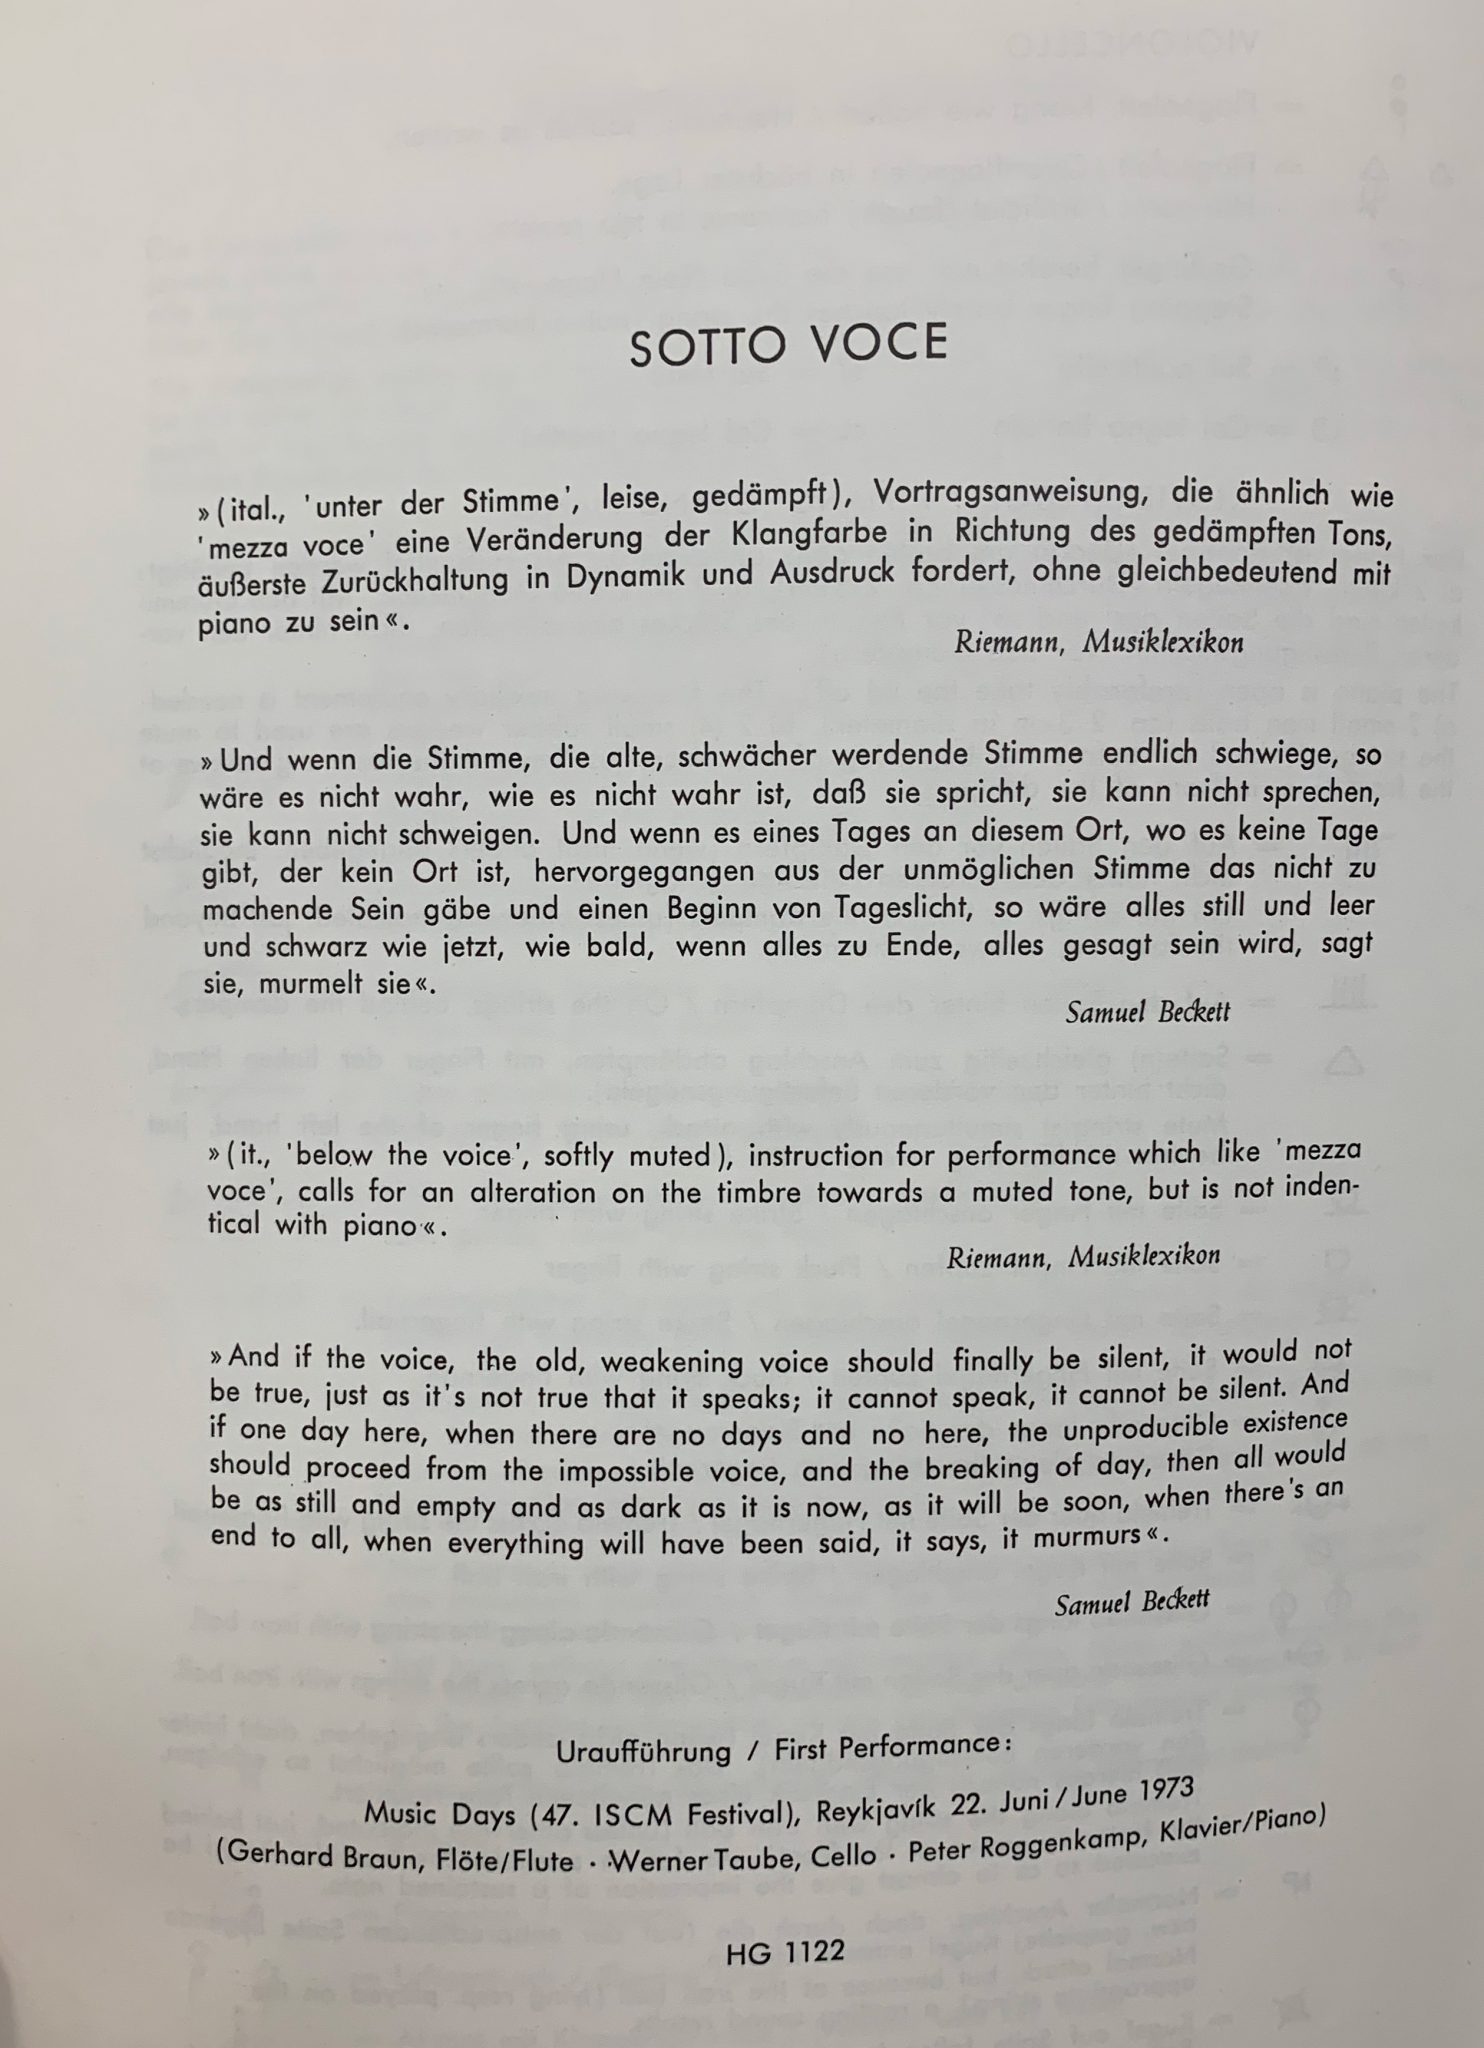 SOTTO VOCE
»(ital., 'unter der Stimme', leise, gedämpft), Vortragsanweisung, die ähnlich wie
'mezza voce' eine Veränderung der Klangfarbe in Richtung des gedämpften Tons,
äußerste Zurückhaltung in Dynamik und Ausdruck fordert, ohne gleichbedeutend mit
piano zu sein«.
Riemann, Musiklexikon
»Und wenn die Stimme, die alte, schwächer werdende Stimme endlich schwiege, so
wäre es nicht wahr, wie es nicht wahr ist, daß sie spricht, sie kann nicht sprechen,
sie kann nicht schweigen. Und wenn es eines Tages an diesem Ort, wo es keine Tage
gibt, der kein Ort ist, hervorgegangen aus der unmöglichen Stimme das nicht zu
machende Sein gäbe und einen Beginn von Tageslicht, so wäre alles still und leer
und schwarz wie jetzt, wie bald, wenn alles zu Ende, alles gesagt sein wird, sagt
sie, murmelt sie«.
Samuel Beckett
»(it., 'below the voice', softly muted), instruction for performance which like 'mezza
voce', calls for an alteration on the timbre towards a muted tone, but is not inden-
tical with piano«.
Riemann, Musiklexikon
»And if the voice, the old, weakening voice should finally be silent, it would not
be true, just as it's not true that it speaks; it cannot speak, it cannot be silent. And
if one day here, when there are no days and no here, the unproducible existence
should proceed from the impossible voice, and the breaking of day, then all would
be as still and empty and as dark as it is now, as it will be soon, when there's an
end to all, when everything will have been said, it says, it murmurs«.
Samuel Beckett
Uraufführung / First Performance:
Music Days (47. ISCM Festival), Reykjavík 22. Juni/June 1973
(Gerhard Braun, Flöte/Flute · Werner Taube, Cello · Peter Roggenkamp, Klavier/Piano)
HG 1122